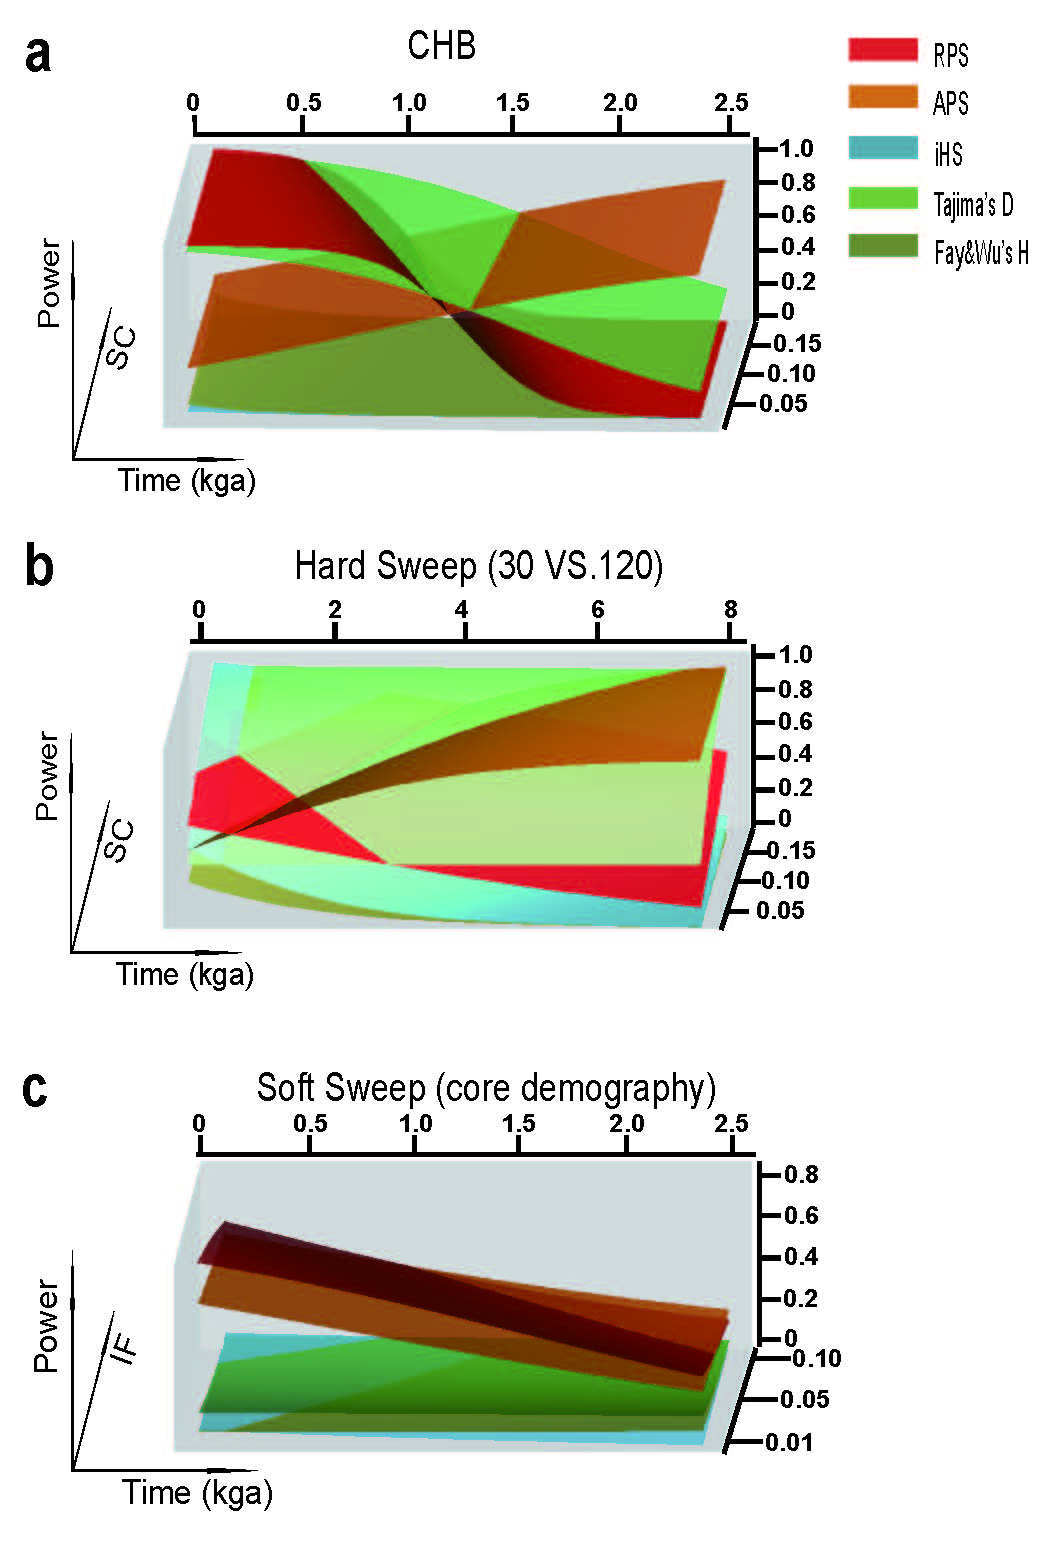 a
CHB
0 0.5 1.0 1.5 2.0 2.5
RPS
APS
iHS
Tajima's D
Fay&Wu's H
1.0
0.8
0.6
0.4
0.2
0
0.15
0.10
0.05
Power
SC
Time (kga)
b
Hard Sweep (30 VS.120)
0 2 4 6 8
1.0
0.8
0.6
0.4
0.2
0
0.15
0.10
0.05
Power
SC
Time (kga)
c
Soft Sweep (core demography)
0 0.5 1.0 1.5 2.0 2.5
0.8
0.6
0.4
0.2
0
0.10
0.05
0.01
Power
IF
Time (kga)